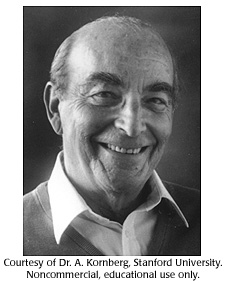 Courtesy of Dr. A. Kornberg, Stanford University.
Noncommercial, educational use only.